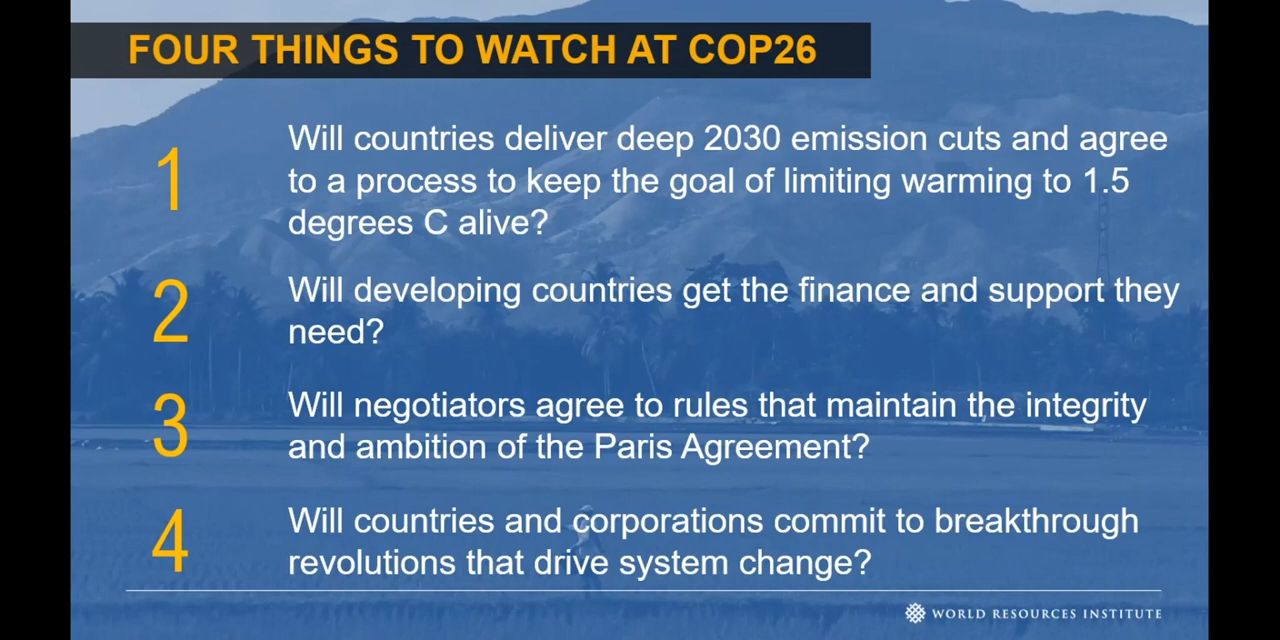 FOUR THINGS TO WATCH AT COP26
1
Will countries deliver deep 2030 emission cuts and agree
to a process to keep the goal of limiting warming to 1.5
degrees C alive?
2
Will developing countries get the finance and support they
need?
3
Will negotiators agree to rules that maintain the integrity
and ambition of the Paris Agreement?
4
Will countries and corporations commit to breakthrough
revolutions that drive system change?
WORLD RESOURCES INSTITUTE